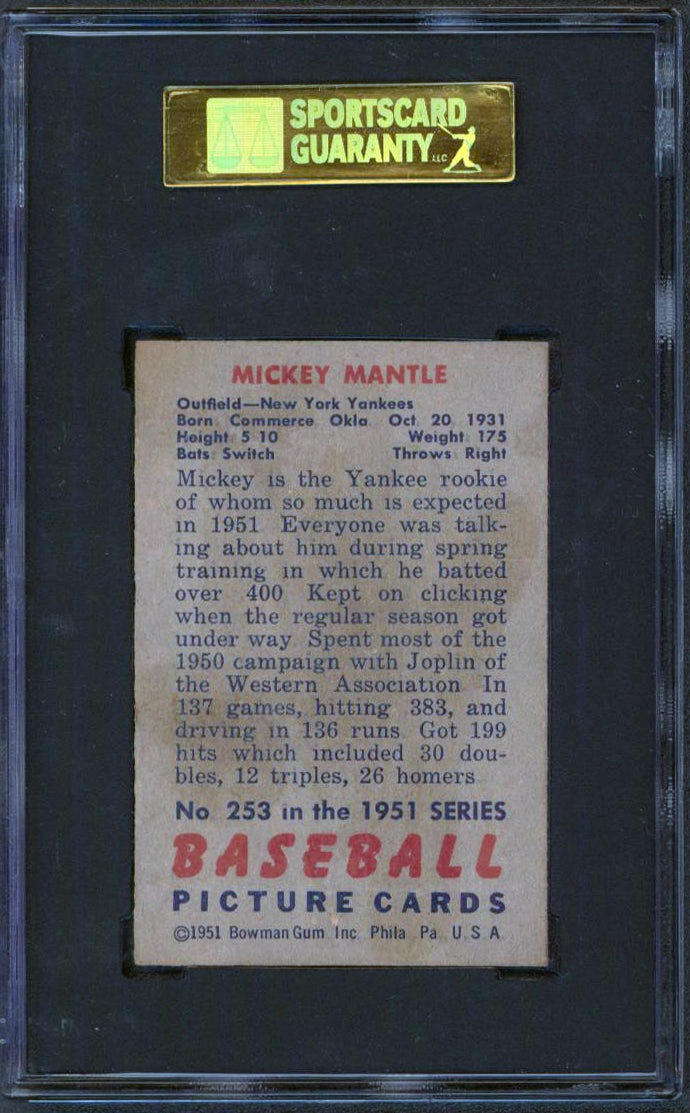 SPORTSCARD
GUARANTY LLC
MICKEY MANTLE
Outfield—New York Yankees
Born Commerce Okla Oct 20 1931
Height 5 10 Weight 175
Bats Switch Throws Right
Mickey is the Yankee rookie
of whom so much is expected
in 1951 Everyone was talk-
ing about him during spring
training in which he batted
over 400 Kept on clicking
when the regular season got
under way Spent most of the
1950 campaign with Joplin of
the Western Association In
137 games, hitting 383, and
driving in 136 runs Got 199
hits which included 30 dou-
bles, 12 triples, 26 homers
No 253 in the 1951 SERIES
BASEBALL
PICTURE CARDS
©1951 Bowman Gum Inc Phila Pa U S A